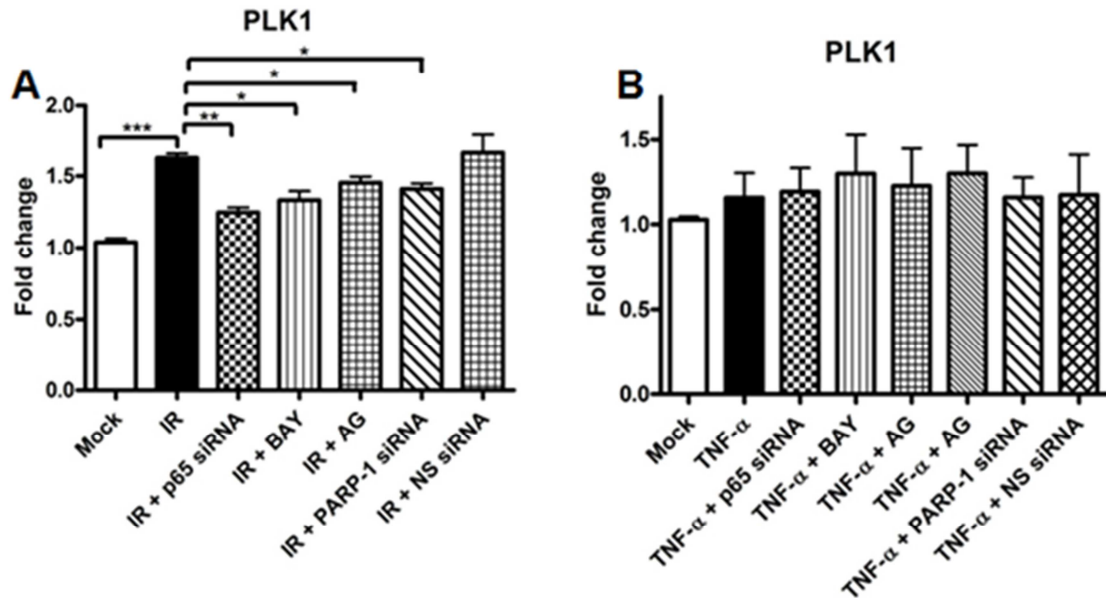 PLK1
A
*
*
*
***
**
2.0
1.5
1.0
0.5
0.0
Fold change
Mock
IR
IR + p65 siRNA
IR + BAY
IR + AG
IR + PARP-1 siRNA
IR + NS siRNA
PLK1
B
1.5
1.0
0.5
0.0
Fold change
Mock
TNF-α
TNF-α + p65 siRNA
TNF-α + BAY
TNF-α + AG
TNF-α + AG
TNF-α + PARP-1 siRNA
TNF-α + NS siRNA